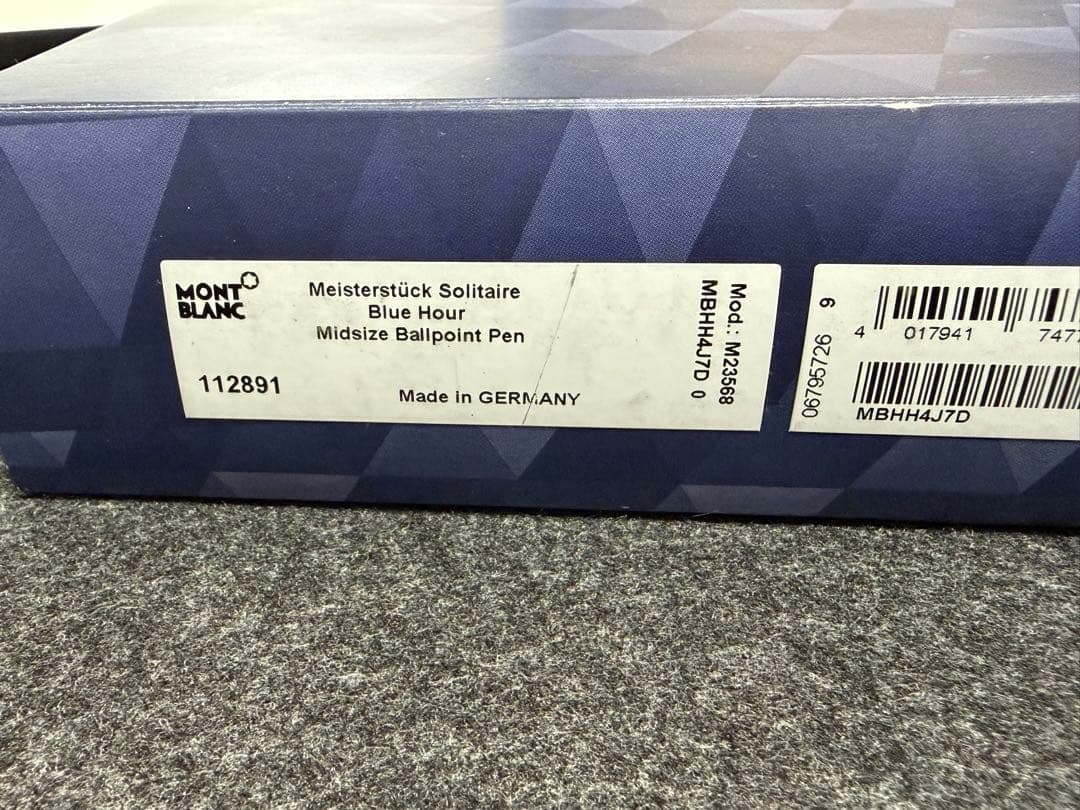 MONT
BLANC
Meisterstück Solitaire
Blue Hour
Midsize Ballpoint Pen
112891
Made in GERMANY
Mod.: M23568
MBHH4J7D 0
06795726 9
4 017941 747
MBHH4J7D